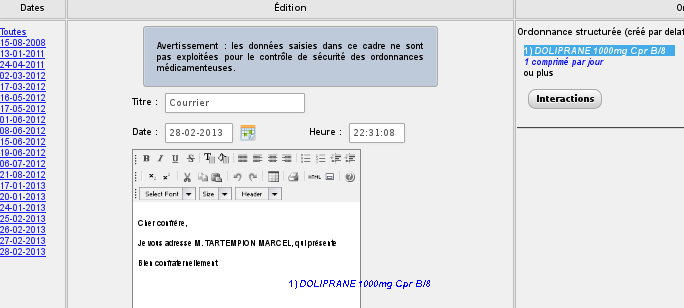 Dates
Édition
Or
Toutes
15-08-2008
13-01-2011
24-04-2011
02-03-2012
17-03-2012
16-05-2012
17-05-2012
01-06-2012
08-06-2012
15-06-2012
19-06-2012
06-07-2012
21-08-2012
17-01-2013
20-01-2013
24-01-2013
25-02-2013
26-02-2013
27-02-2013
28-02-2013
Avertissement : les données saisies dans ce cadre ne sont
pas exploitées pour le contrôle de sécurité des ordonnances
médicamenteuses.
Titre :
Courrier
Date :
28-02-2013
Heure :
22:31:08
B I U S T
HTML
Select Font
Size
Header
Cher confrère,
Je vous adresse M. TARTEMPION MARCEL, qui présente
Bien confraternellement
1) DOLIPRANE 1000mg Cpr B/8
Ordonnance structurée (créé par delaf
1) DOLIPRANE 1000mg Cpr B/8
1 comprimé par jour
ou plus
Interactions